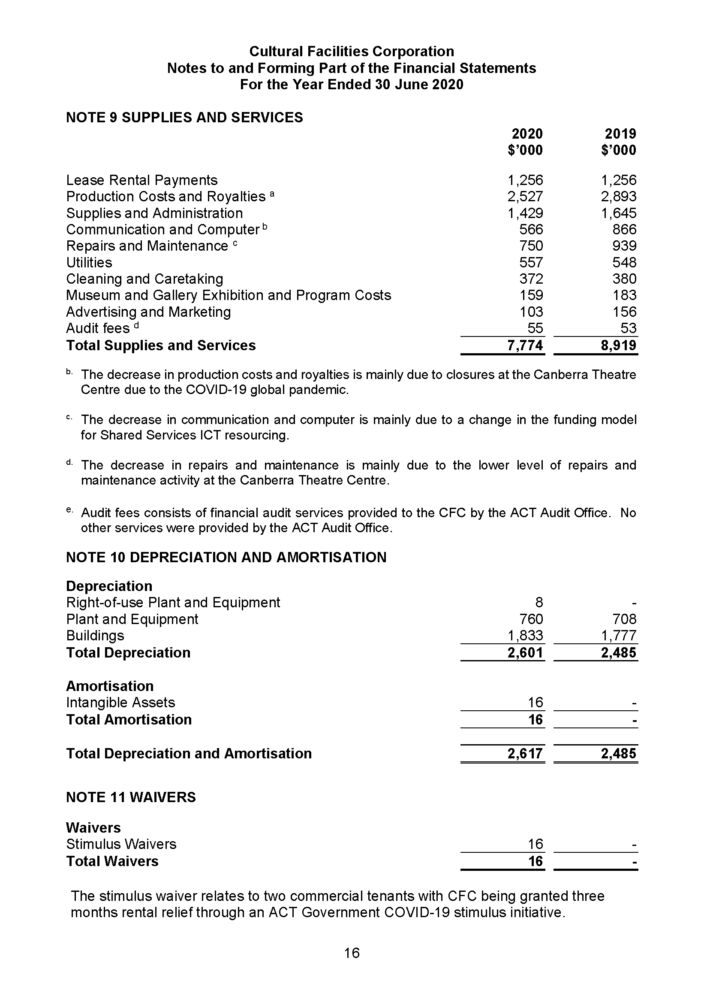 Cultural Facilities Corporation
Notes to and Forming Part of the Financial Statements
For the Year Ended 30 June 2020
NOTE 9 SUPPLIES AND SERVICES
2020 2019
$’000 $’000
Lease Rental Payments 1,256 1,256
Production Costs and Royalties a 2,527 2,893
Supplies and Administration 1,429 1,645
Communication and Computer b 566 866
Repairs and Maintenance c 750 939
Utilities 557 548
Cleaning and Caretaking 372 380
Museum and Gallery Exhibition and Program Costs 159 183
Advertising and Marketing 103 156
Audit fees d 55 53
Total Supplies and Services 7,774 8,919
b. The decrease in production costs and royalties is mainly due to closures at the Canberra Theatre
Centre due to the COVID-19 global pandemic.
c. The decrease in communication and computer is mainly due to a change in the funding model
for Shared Services ICT resourcing.
d. The decrease in repairs and maintenance is mainly due to the lower level of repairs and
maintenance activity at the Canberra Theatre Centre.
e. Audit fees consists of financial audit services provided to the CFC by the ACT Audit Office. No
other services were provided by the ACT Audit Office.
NOTE 10 DEPRECIATION AND AMORTISATION
Depreciation
Right-of-use Plant and Equipment 8 -
Plant and Equipment 760 708
Buildings 1,833 1,777
Total Depreciation 2,601 2,485
Amortisation
Intangible Assets 16 -
Total Amortisation 16 -
Total Depreciation and Amortisation 2,617 2,485
NOTE 11 WAIVERS
Waivers
Stimulus Waivers 16 -
Total Waivers 16 -
The stimulus waiver relates to two commercial tenants with CFC being granted three
months rental relief through an ACT Government COVID-19 stimulus initiative.
16